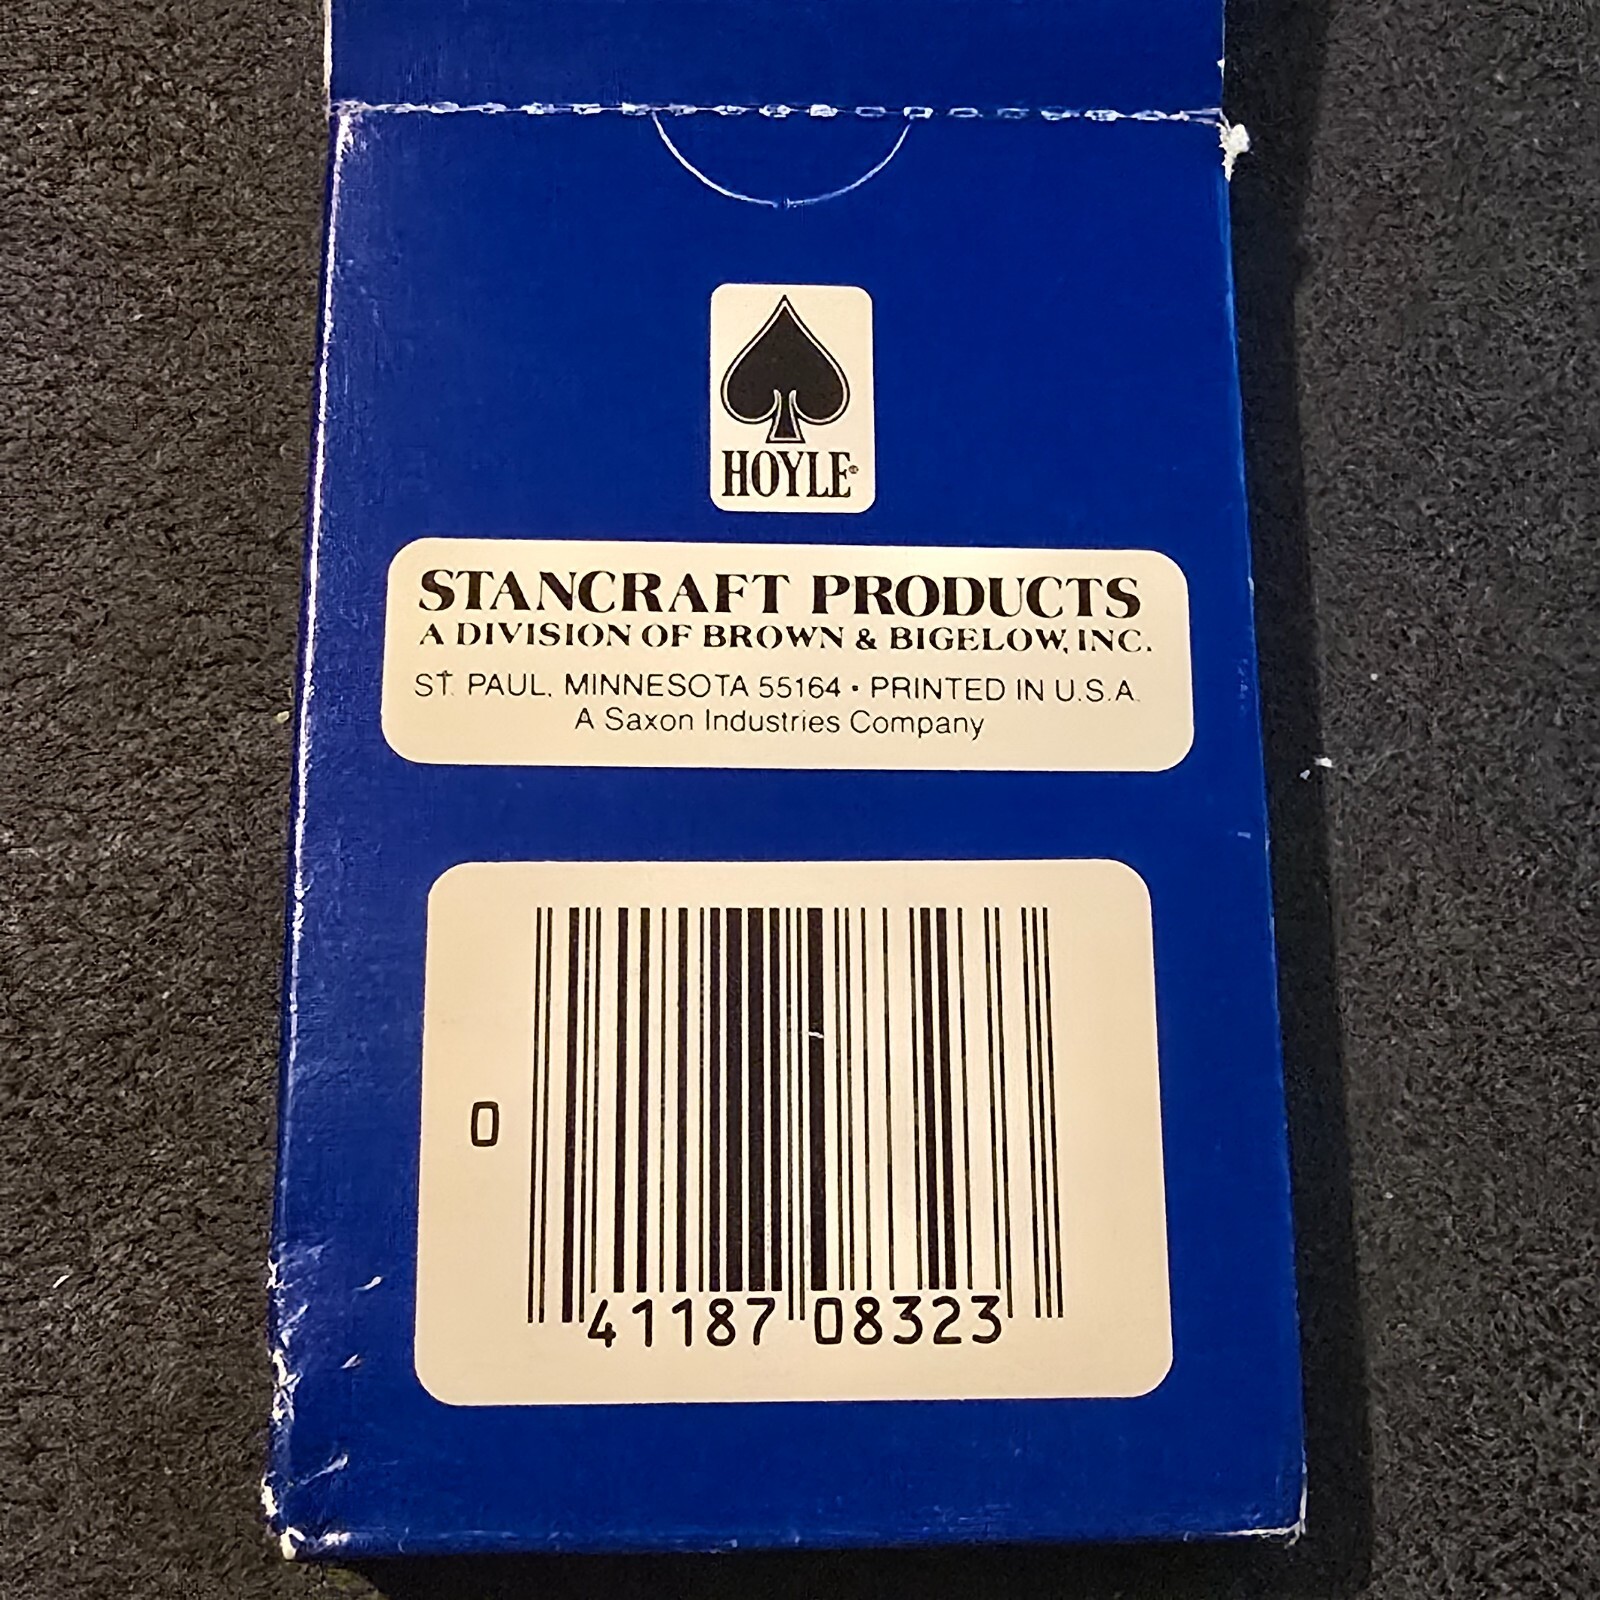 HOYLE®
STANCRAFT PRODUCTS
A DIVISION OF BROWN & BIGELOW, INC.
ST. PAUL, MINNESOTA 55164 • PRINTED IN U.S.A.
A Saxon Industries Company
0
41187 08323